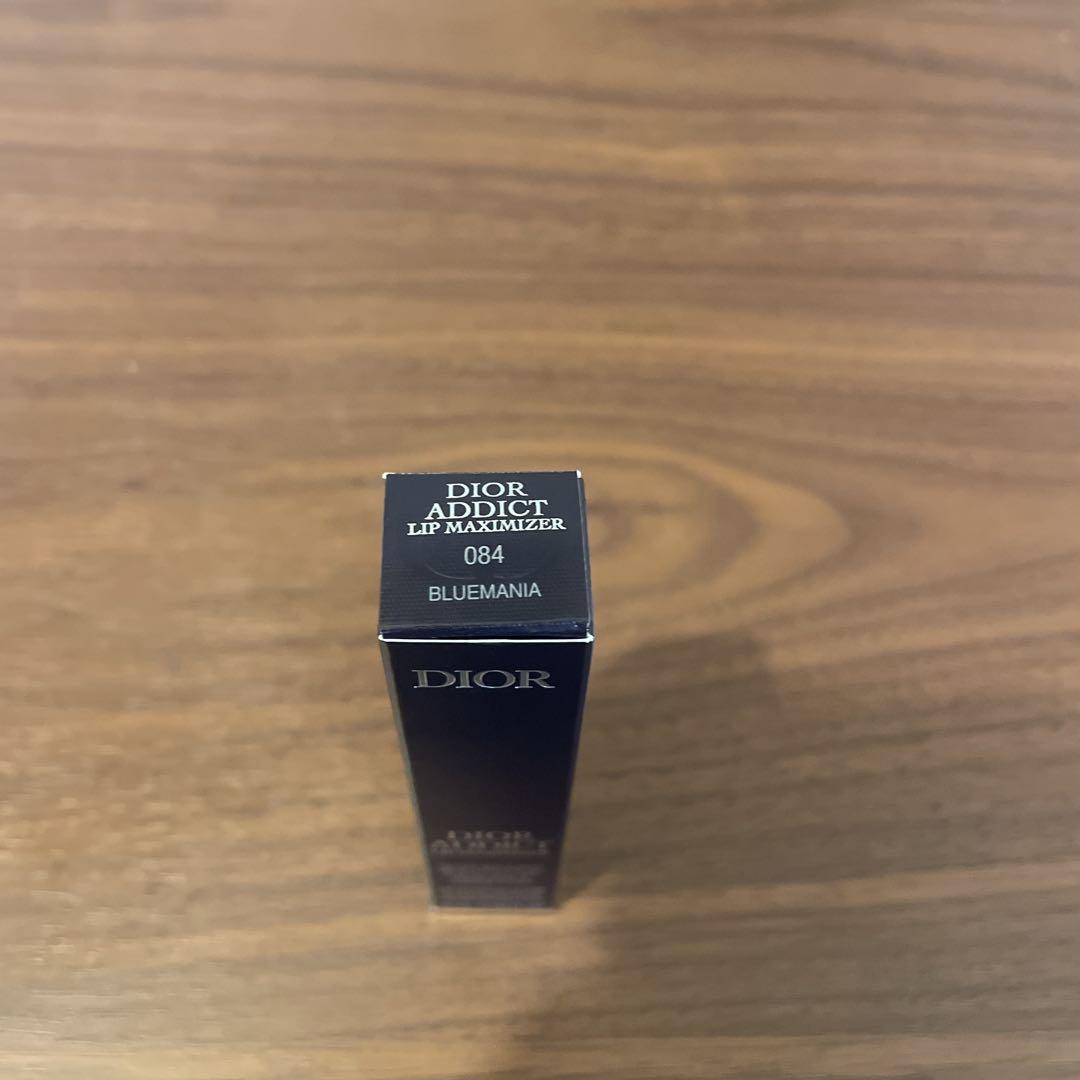 DIOR
ADDICT
LIP MAXIMIZER
084
BLUEMANIA
DIOR
DIOR
ADDICT